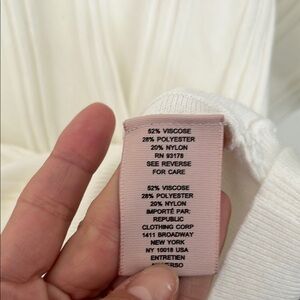 52% VISCOSE
28% POLYESTER
20% NYLON
RN 93178
SEE REVERSE
FOR CARE
52% VISCOSE
28% POLYESTER
20% NYLON
IMPORTÉ PAR:
REPUBLIC
CLOTHING CORP
1411 BROADWAY
NEW YORK
NY 10018 USA
ENTRETIEN